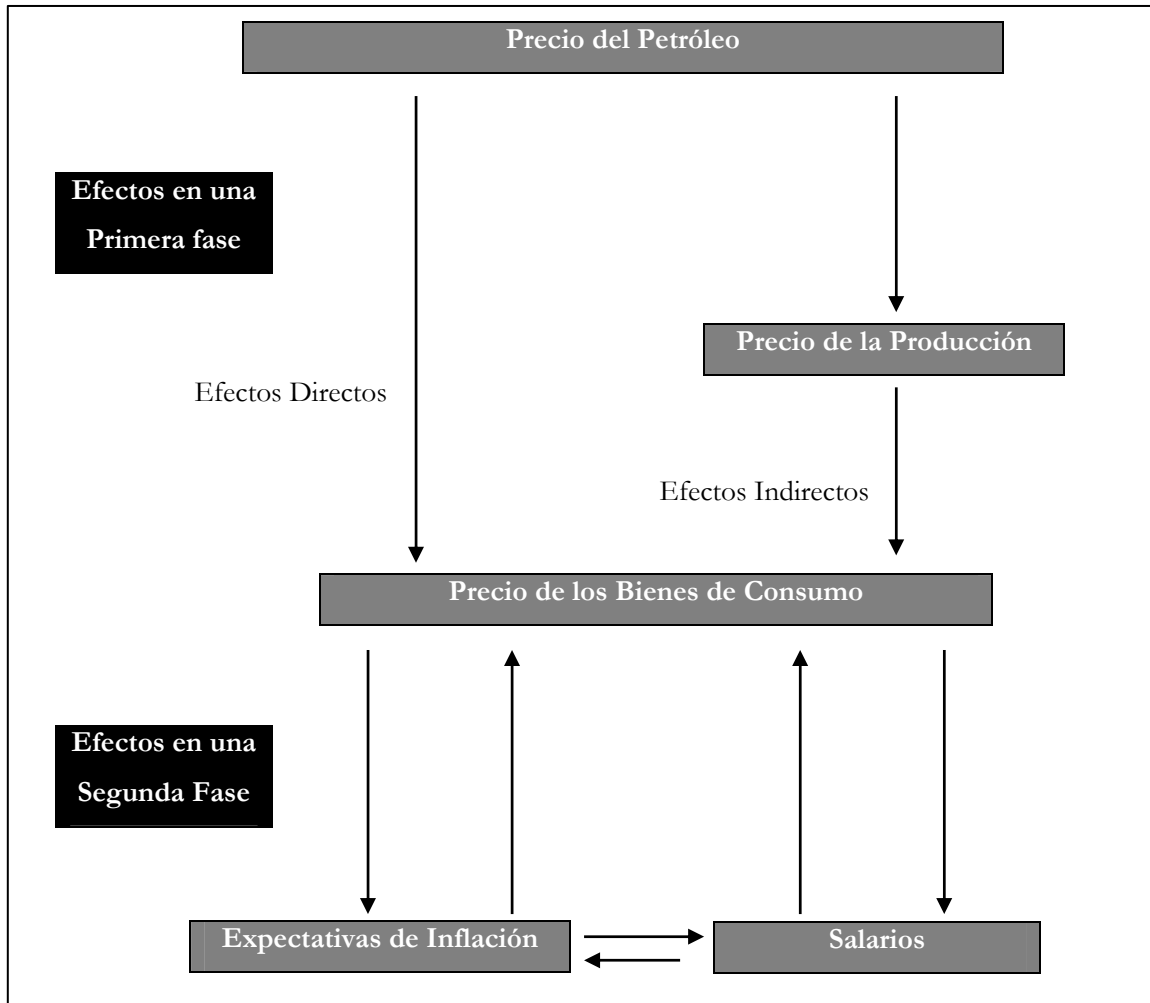 Precio del Petróleo
Efectos en una
Primera fase
Precio de la Producción
Efectos Directos
Efectos Indirectos
Precio de los Bienes de Consumo
Efectos en una
Segunda Fase
Expectativas de Inflación
Salarios